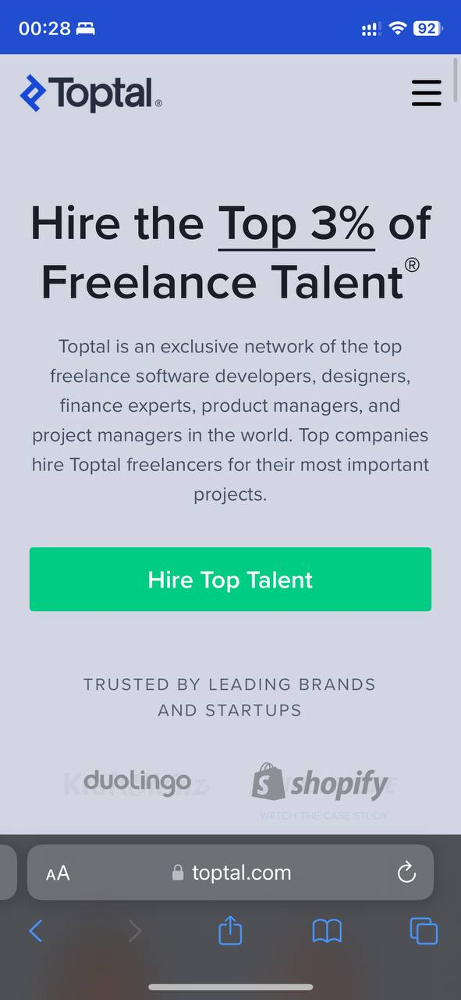 00:28
92
Toptal®
Hire the Top 3% of
Freelance Talent®
Toptal is an exclusive network of the top
freelance software developers, designers,
finance experts, product managers, and
project managers in the world. Top companies
hire Toptal freelancers for their most important
projects.
Hire Top Talent
TRUSTED BY LEADING BRANDS
AND STARTUPS
duolingo
shopify
WATCH THE CASE STUDY
AA toptal.com